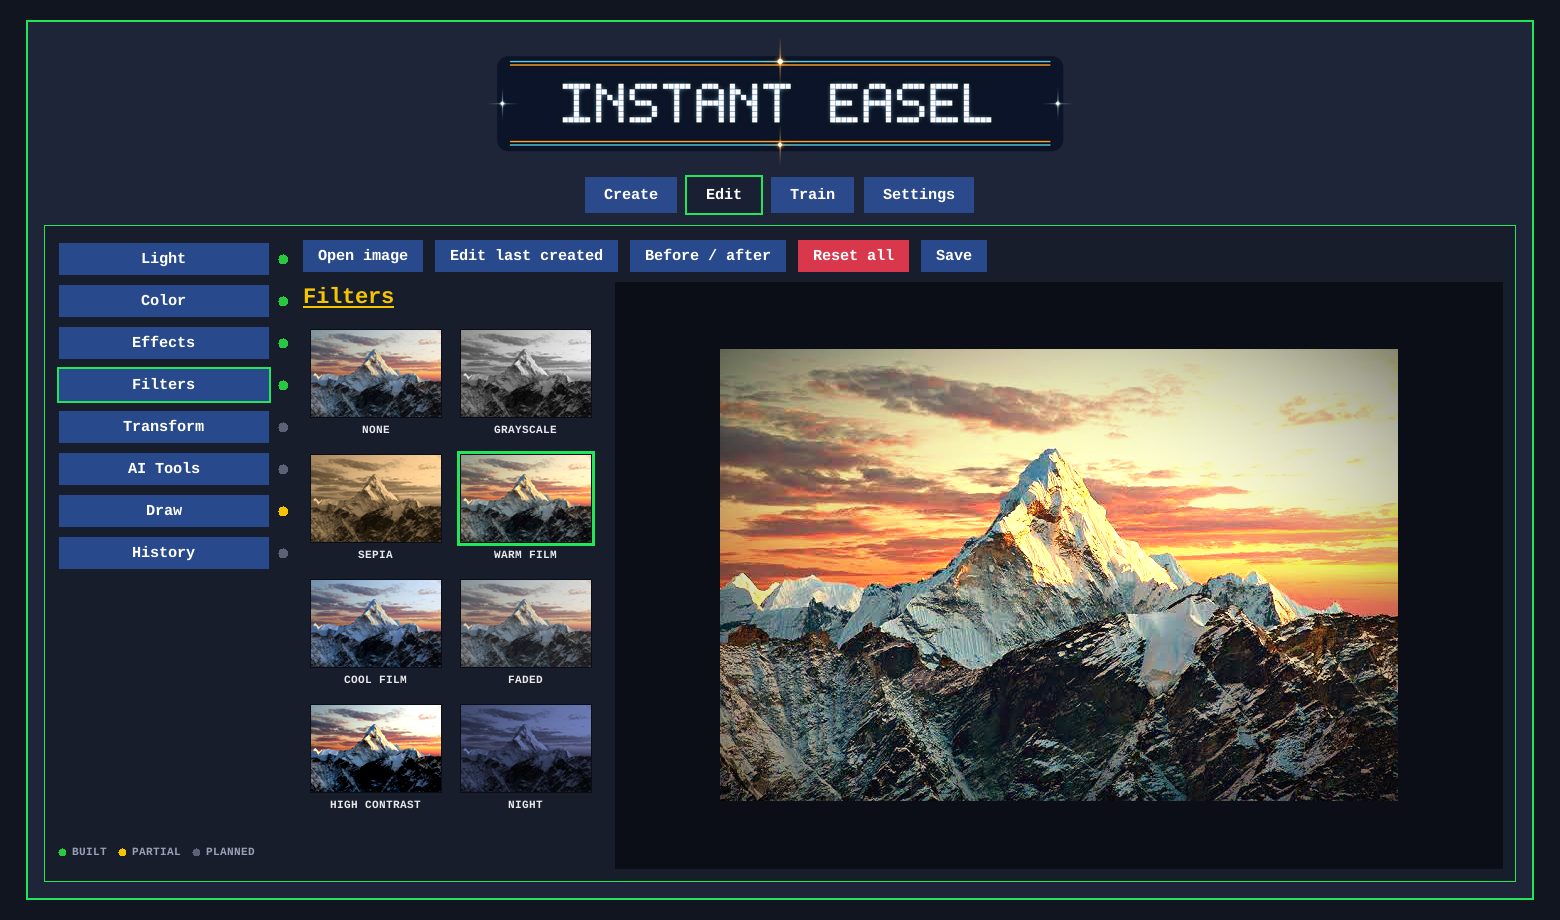 INSTANT EASEL
Create
Edit
Train
Settings
Light
Color
Effects
Filters
Transform
AI Tools
Draw
History
Open image
Edit last created
Before / after
Reset all
Save
Filters
NONE
GRAYSCALE
SEPIA
WARM FILM
COOL FILM
FADED
HIGH CONTRAST
NIGHT
BUILT
PARTIAL
PLANNED